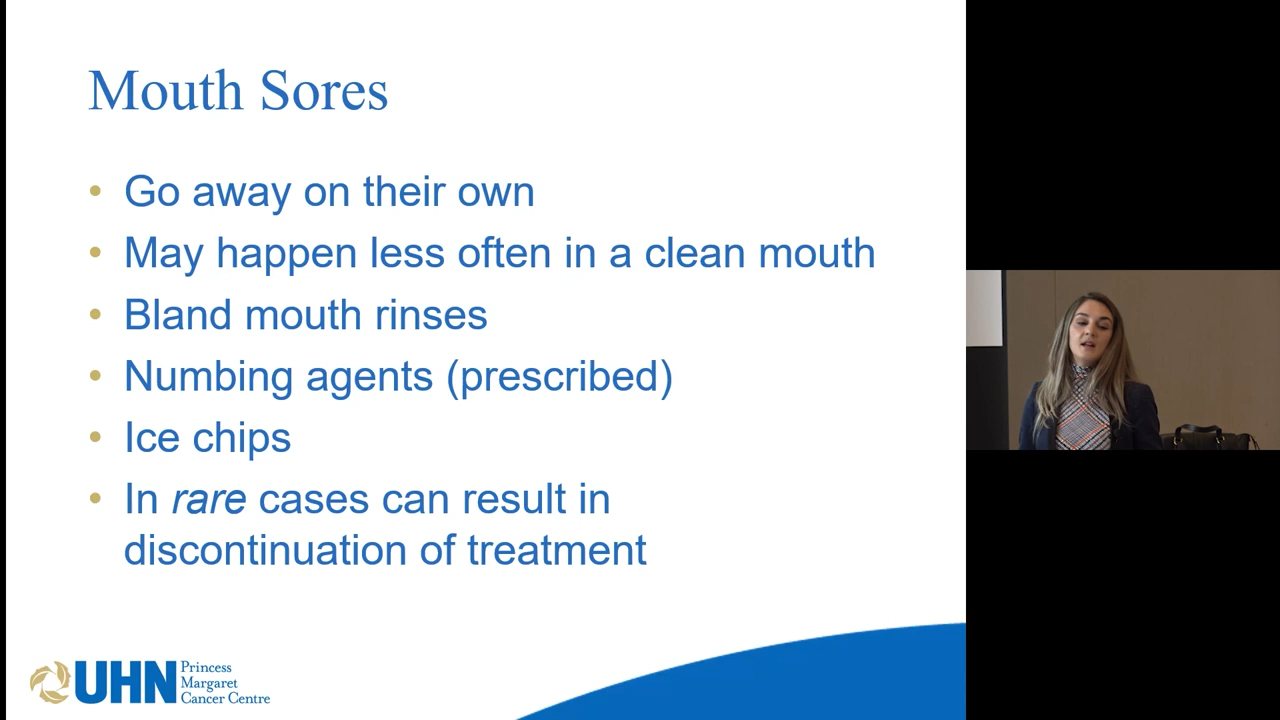 Mouth Sores
• Go away on their own
• May happen less often in a clean mouth
• Bland mouth rinses
• Numbing agents (prescribed)
• Ice chips
• In rare cases can result in
discontinuation of treatment
UHN
Princess
Margaret
Cancer Centre